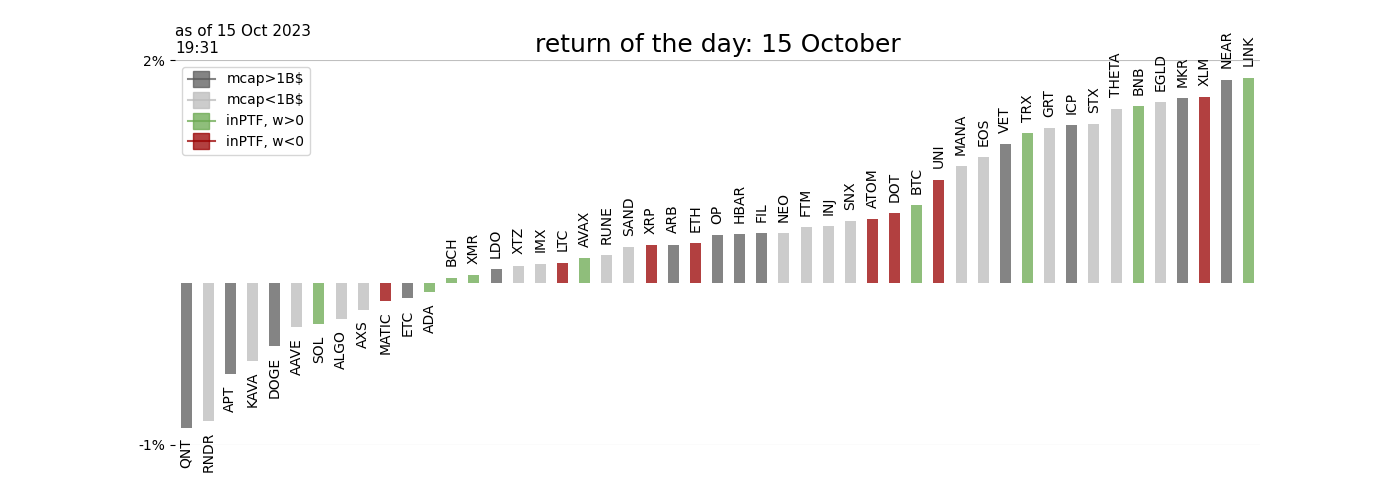 as of 15 Oct 2023
19:31
return of the day: 15 October
2%
mcap>1B$
mcap<1B$
inPTF, w>0
inPTF, w<0
-1%
QNT
RNDR
APT
KAVA
DOGE
AAVE
SOL
ALGO
AXS
MATIC
ETC
ADA
BCH
XMR
LDO
XTZ
IMX
LTC
AVAX
RUNE
SAND
XRP
ARB
ETH
OP
HBAR
FIL
NEO
FTM
INJ
SNX
ATOM
DOT
BTC
UNI
MANA
EOS
VET
TRX
GRT
ICP
STX
THETA
BNB
EGLD
MKR
XLM
NEAR
LINK